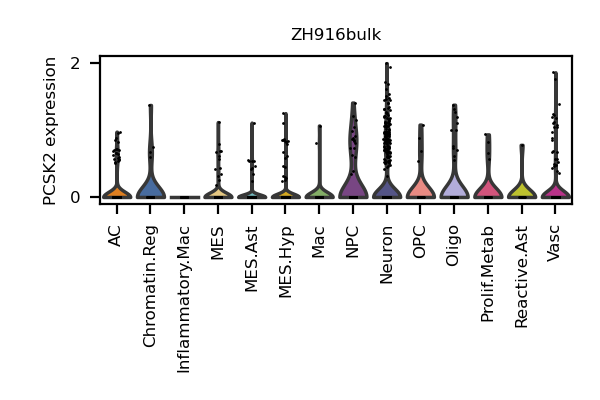 ZH916bulk
PCSK2 expression
2
0
AC
Chromatin.Reg
Inflammatory.Mac
MES
MES.Ast
MES.Hyp
Mac
NPC
Neuron
OPC
Oligo
Prolif.Metab
Reactive.Ast
Vasc